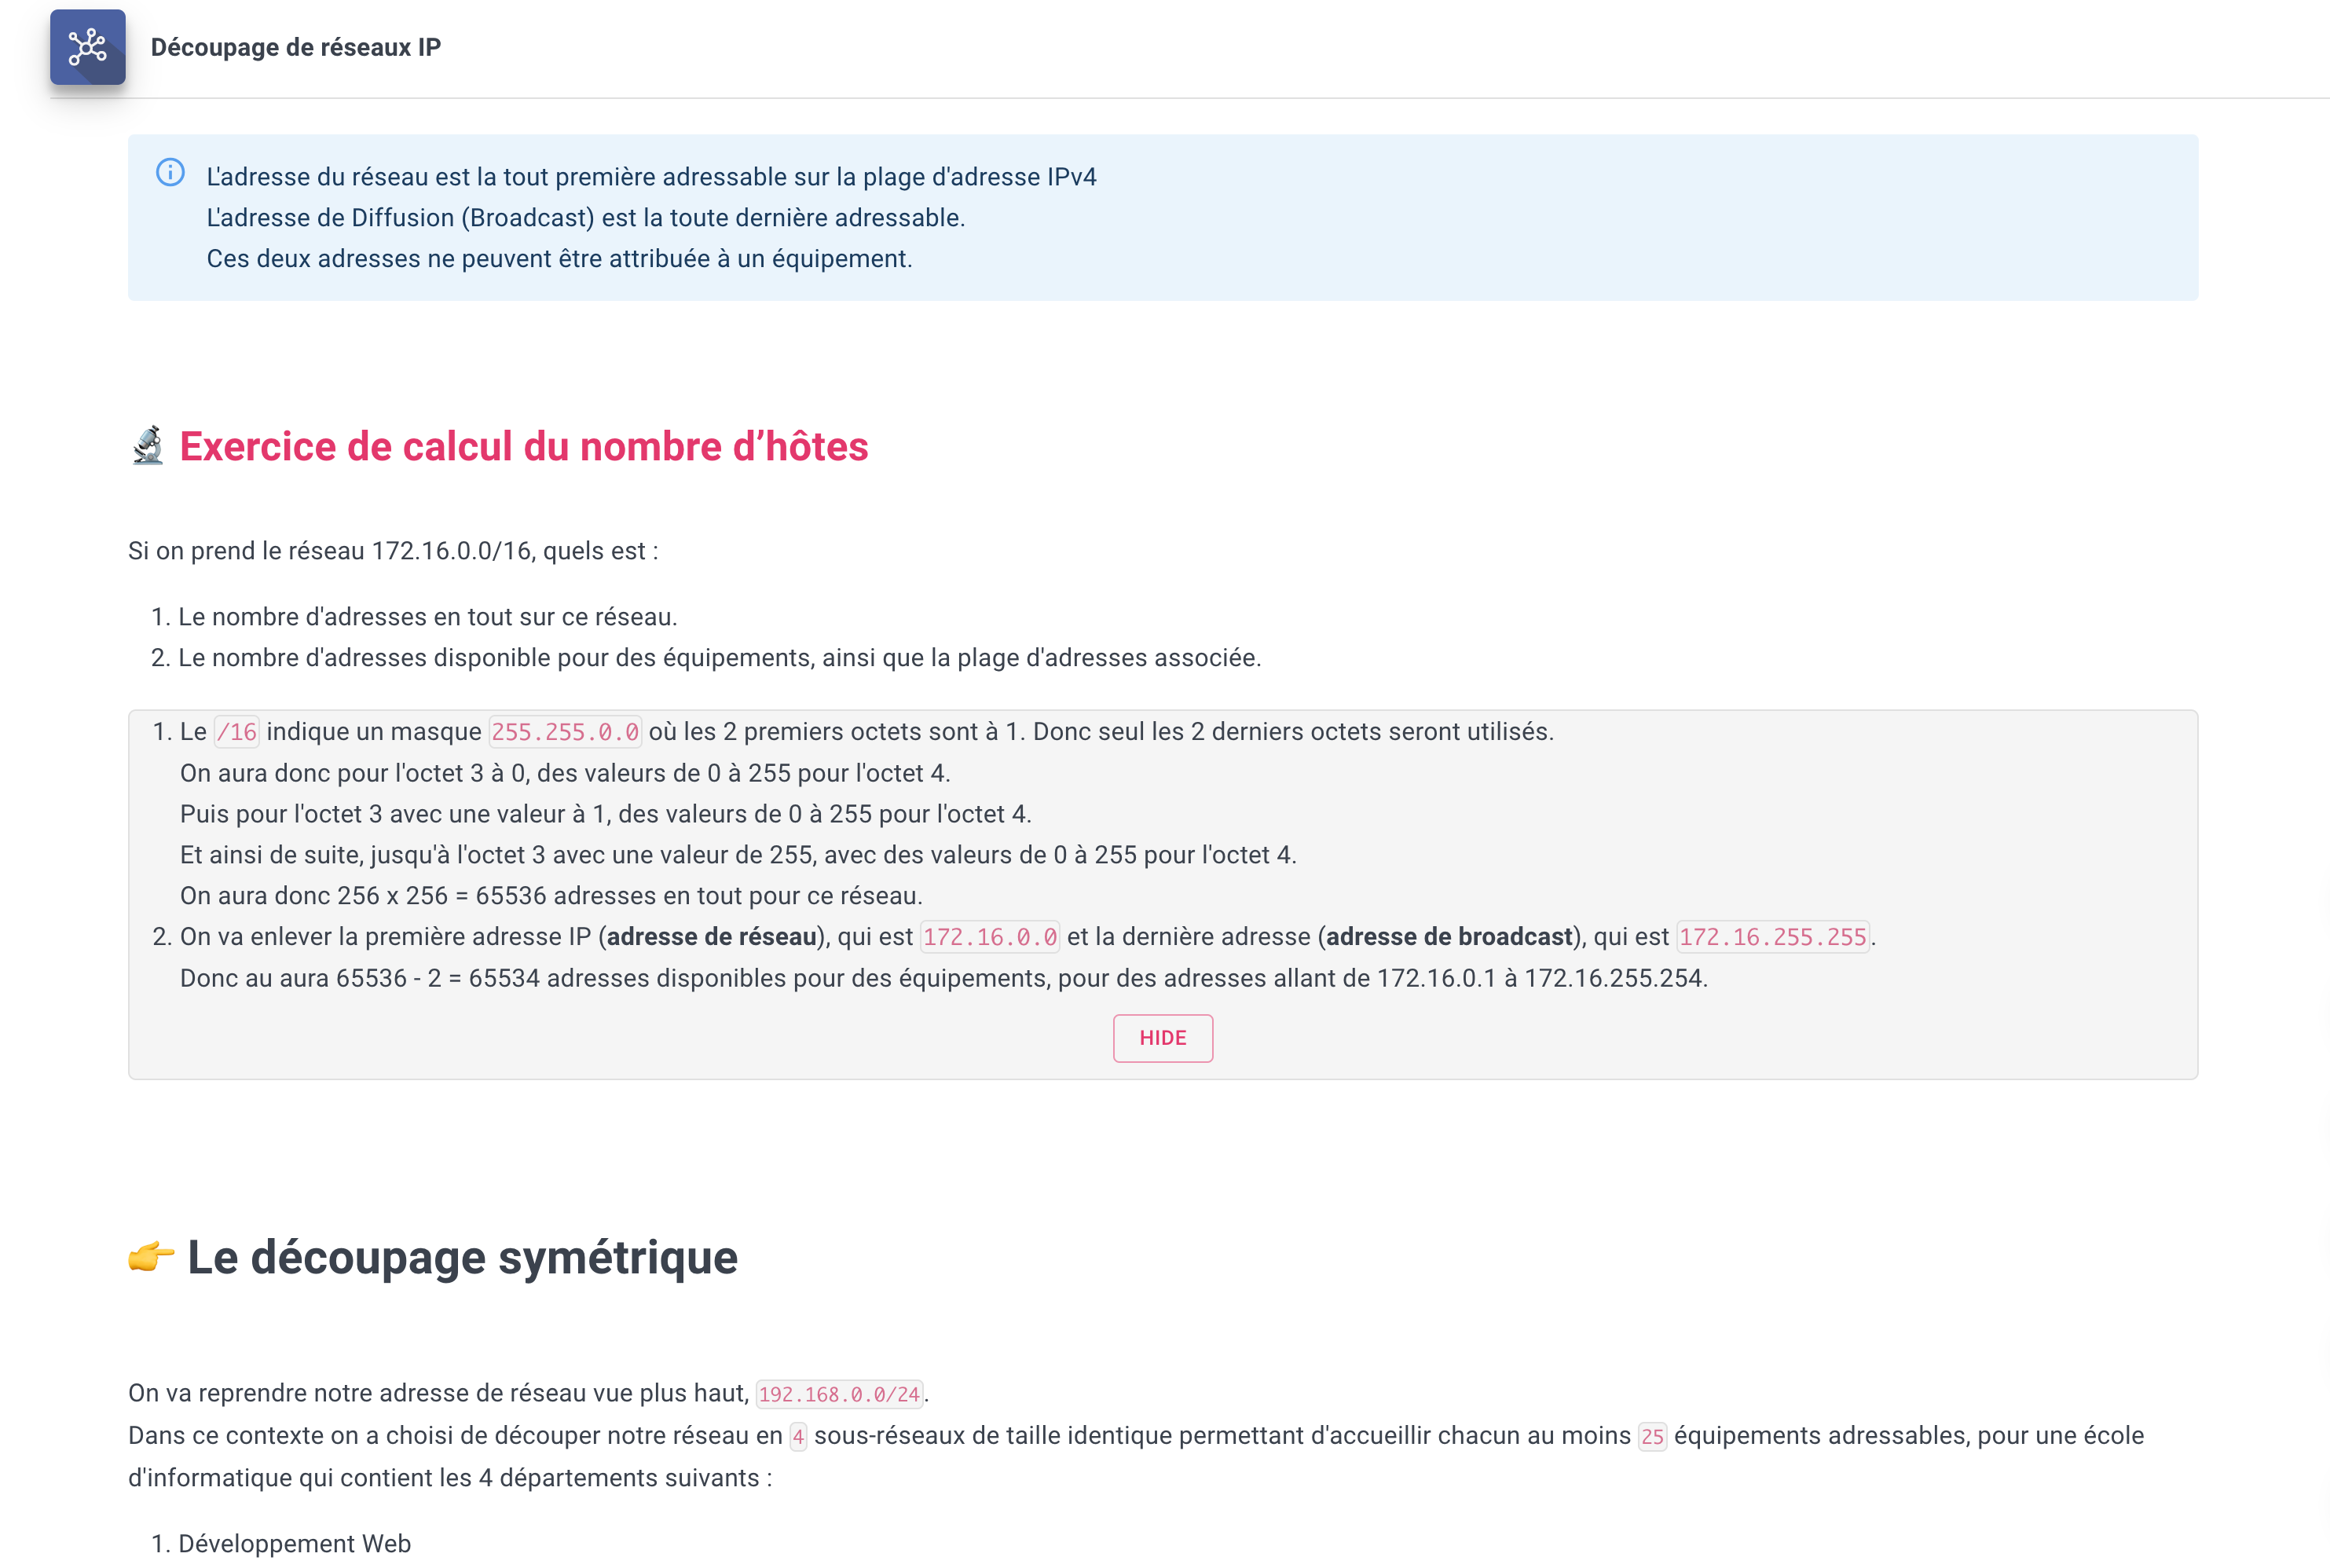 Découpage de réseaux IP
L'adresse du réseau est la tout première adressable sur la plage d'adresse IPv4
L'adresse de Diffusion (Broadcast) est la toute dernière adressable.
Ces deux adresses ne peuvent être attribuée à un équipement.
Exercice de calcul du nombre d’hôtes
Si on prend le réseau 172.16.0.0/16, quels est :
1. Le nombre d'adresses en tout sur ce réseau.
2. Le nombre d'adresses disponible pour des équipements, ainsi que la plage d'adresses associée.
1. Le /16 indique un masque 255.255.0.0 où les 2 premiers octets sont à 1. Donc seul les 2 derniers octets seront utilisés.
On aura donc pour l'octet 3 à 0, des valeurs de 0 à 255 pour l'octet 4.
Puis pour l'octet 3 avec une valeur à 1, des valeurs de 0 à 255 pour l'octet 4.
Et ainsi de suite, jusqu'à l'octet 3 avec une valeur de 255, avec des valeurs de 0 à 255 pour l'octet 4.
On aura donc 256 x 256 = 65536 adresses en tout pour ce réseau.
2. On va enlever la première adresse IP (adresse de réseau), qui est 172.16.0.0 et la dernière adresse (adresse de broadcast), qui est 172.16.255.255.
Donc au aura 65536 - 2 = 65534 adresses disponibles pour des équipements, pour des adresses allant de 172.16.0.1 à 172.16.255.254.
HIDE
Le découpage symétrique
On va reprendre notre adresse de réseau vue plus haut, 192.168.0.0/24.
Dans ce contexte on a choisi de découper notre réseau en 4 sous-réseaux de taille identique permettant d'accueillir chacun au moins 25 équipements adressables, pour une école
d'informatique qui contient les 4 départements suivants :
1. Développement Web